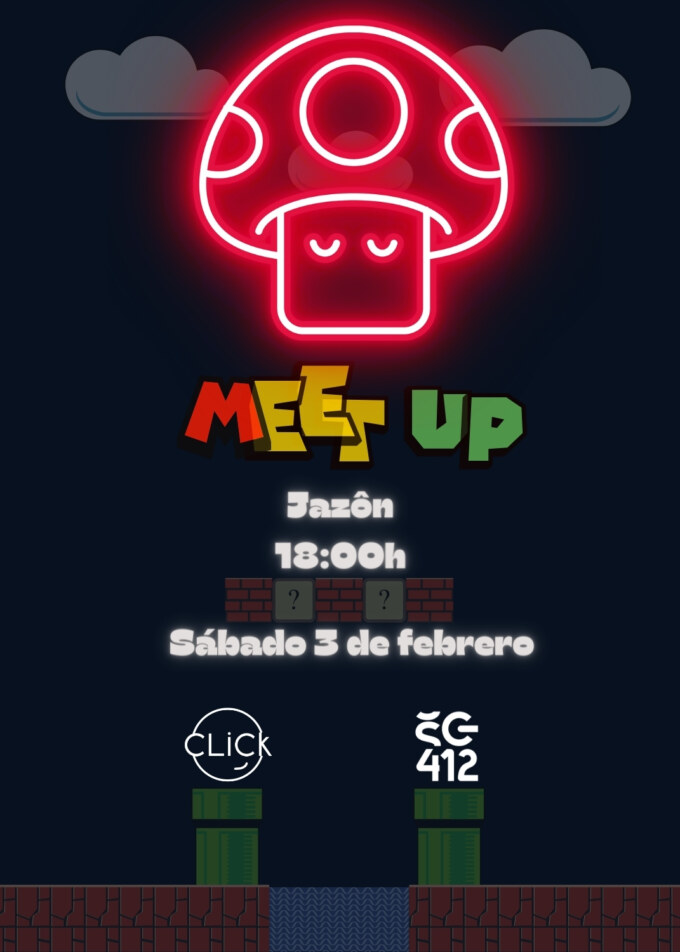 MEET UP
Jazôn
18:00h
? ?
Sábado 3 de febrero
CLiCK
SG
412